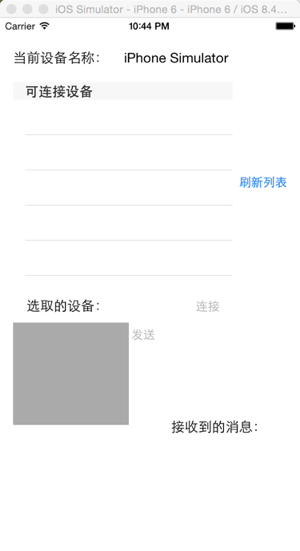 iOS Simulator - iPhone 6 - iPhone 6 / iOS 8.4...
Carrier 10:44 PM
当前设备名称： iPhone Simulator
可连接设备
刷新列表
选取的设备： 连接
发送
接收到的消息：